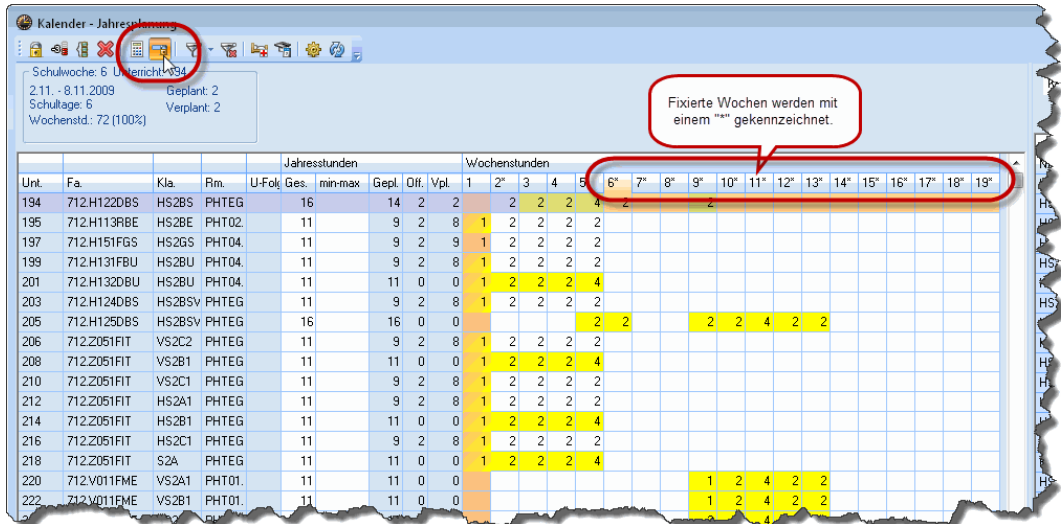 Kalender - Jahresplanung
Schulwoche: 6 Unterricht: 194
2.11. - 8.11.2009 Geplant: 2
Schultage: 6 Verplant: 2
Wochenstd.: 72 (100%)
Fixierte Wochen werden mit
einem "*" gekennzeichnet.
Jahresstunden Wochenstunden
Unt. Fa. Kla. Rm. U-Folg Ges. min-max Gepl. Off. Vpl. 1 2* 3 4 5* 6* 7* 8* 9* 10* 11* 12* 13* 14* 15* 16* 17* 18* 19*
194 712.H122DBS HS2BS PHTEG 16 14 2 2 2 2 2 4 2 2
195 712.H113RBE HS2BE PHT02. 11 9 2 8 1 2 2 2 2
197 712.H151FGS HS2GS PHT04. 11 9 2 9 1 2 2 2 2
199 712.H131FBU HS2BU PHT04. 11 9 2 8 1 2 2 2 2
201 712.H132DBU HS2BU PHT04. 11 11 0 0 1 2 2 2 4
203 712.H124DBS HS2BSV PHTEG 11 9 2 8 1 2 2 2 2
205 712.H125DBS HS2BSV PHTEG 16 16 0 0 2 2 2 2 4 2 2
206 712.Z051FIT VS2C2 PHTEG 11 9 2 8 1 2 2 2 2
208 712.Z051FIT VS2B1 PHTEG 11 11 0 0 1 2 2 2 4
210 712.Z051FIT VS2C1 PHTEG 11 9 2 8 1 2 2 2 2
212 712.Z051FIT HS2A1 PHTEG 11 9 2 8 1 2 2 2 2
214 712.Z051FIT HS2B1 PHTEG 11 11 0 0 1 2 2 2 4
216 712.Z051FIT HS2C1 PHTEG 11 9 2 8 1 2 2 2 2
218 712.Z051FIT S2A PHTEG 11 11 0 0 1 2 2 2 4
220 712.V011FME VS2A1 PHT01. 11 11 0 0 1 2 4 2 2
222 712.V011FME VS2B1 PHT01. 11 11 0 0 1 2 4 2 2